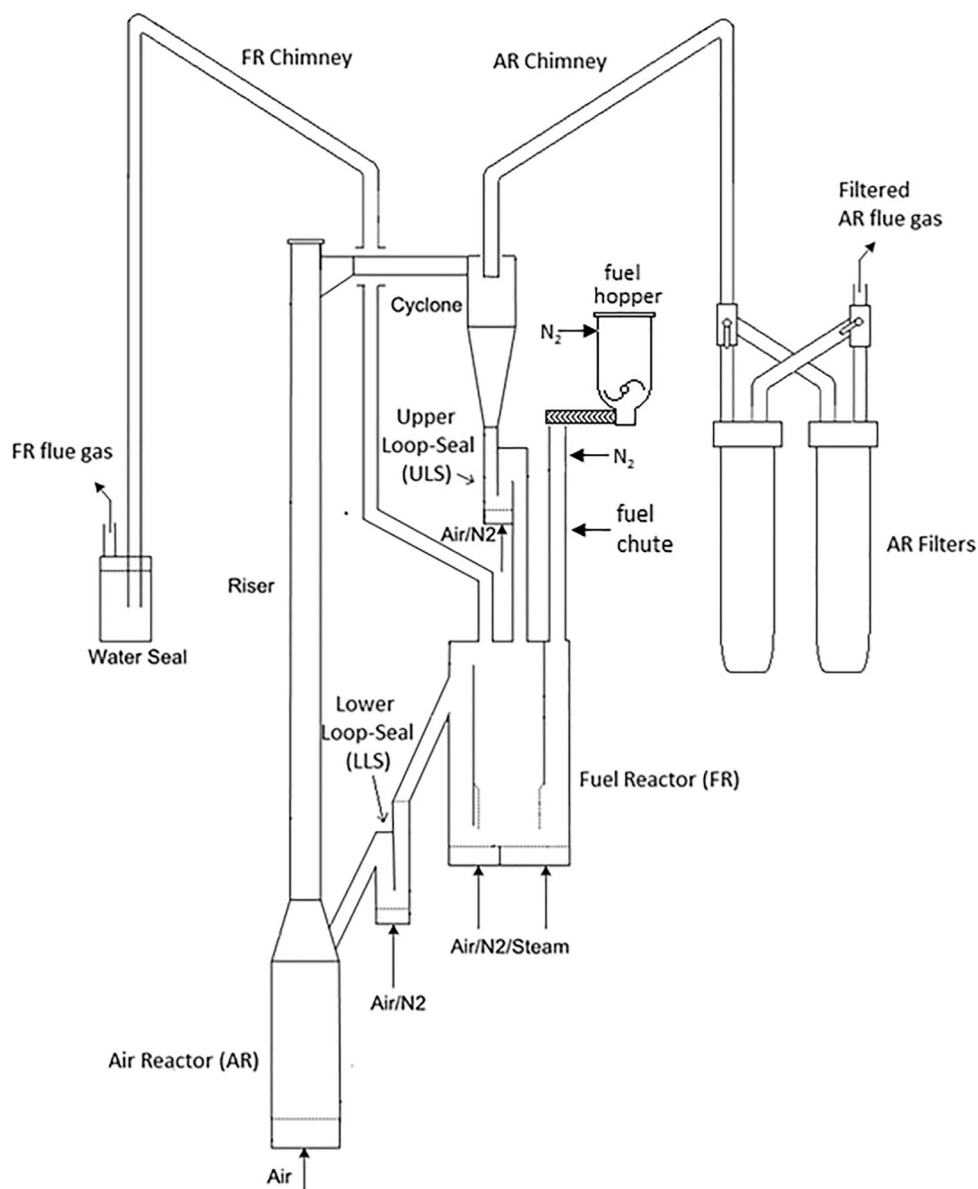 FR Chimney
AR Chimney
Filtered
AR flue gas
fuel
hopper
N₂
Cyclone
Upper
Loop-Seal
(ULS)
N₂
FR flue gas
fuel
chute
Air/N2
AR Filters
Riser
Water Seal
Lower
Loop-Seal
(LLS)
Fuel Reactor (FR)
Air/N2/Steam
Air/N2
Air Reactor (AR)
Air